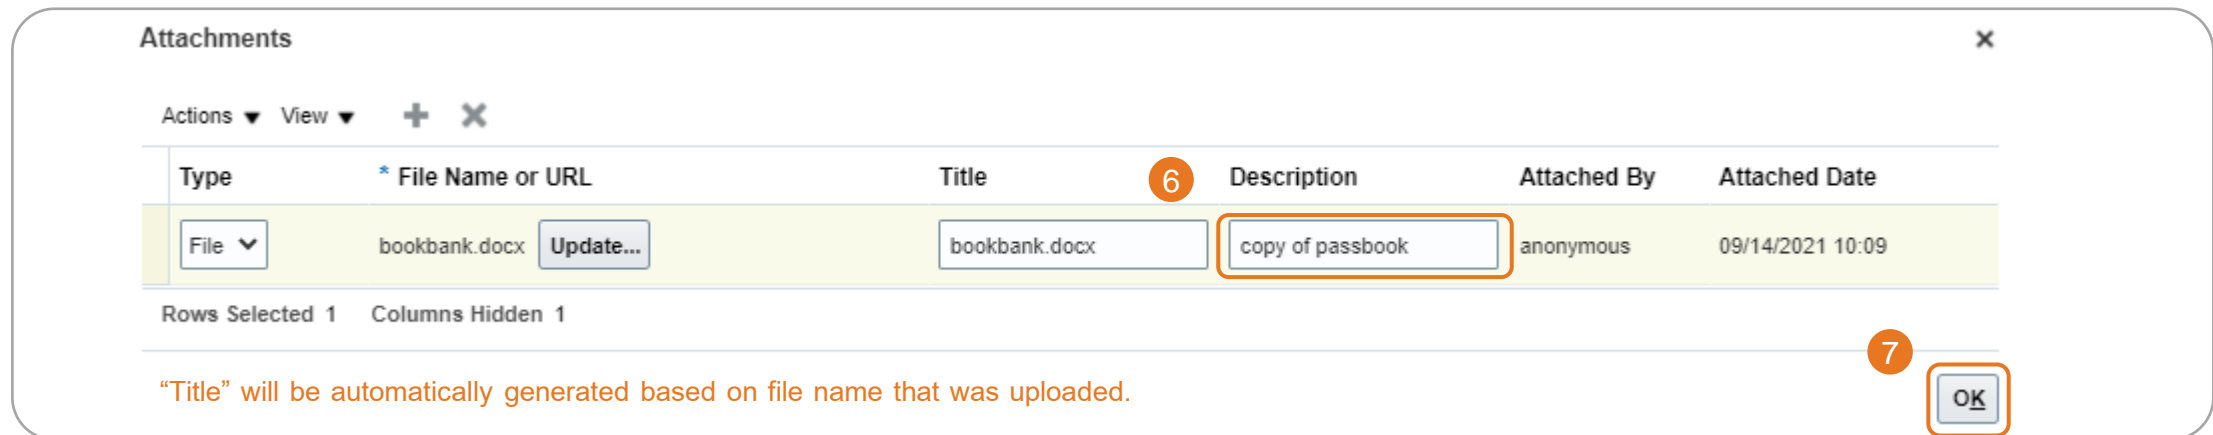 Attachments ×
Actions ▼ View ▼
Type * File Name or URL Title 6 Description Attached By Attached Date
File bookbank.docx Update... bookbank.docx copy of passbook anonymous 09/14/2021 10:09
Rows Selected 1 Columns Hidden 1
7
“Title” will be automatically generated based on file name that was uploaded.
OK